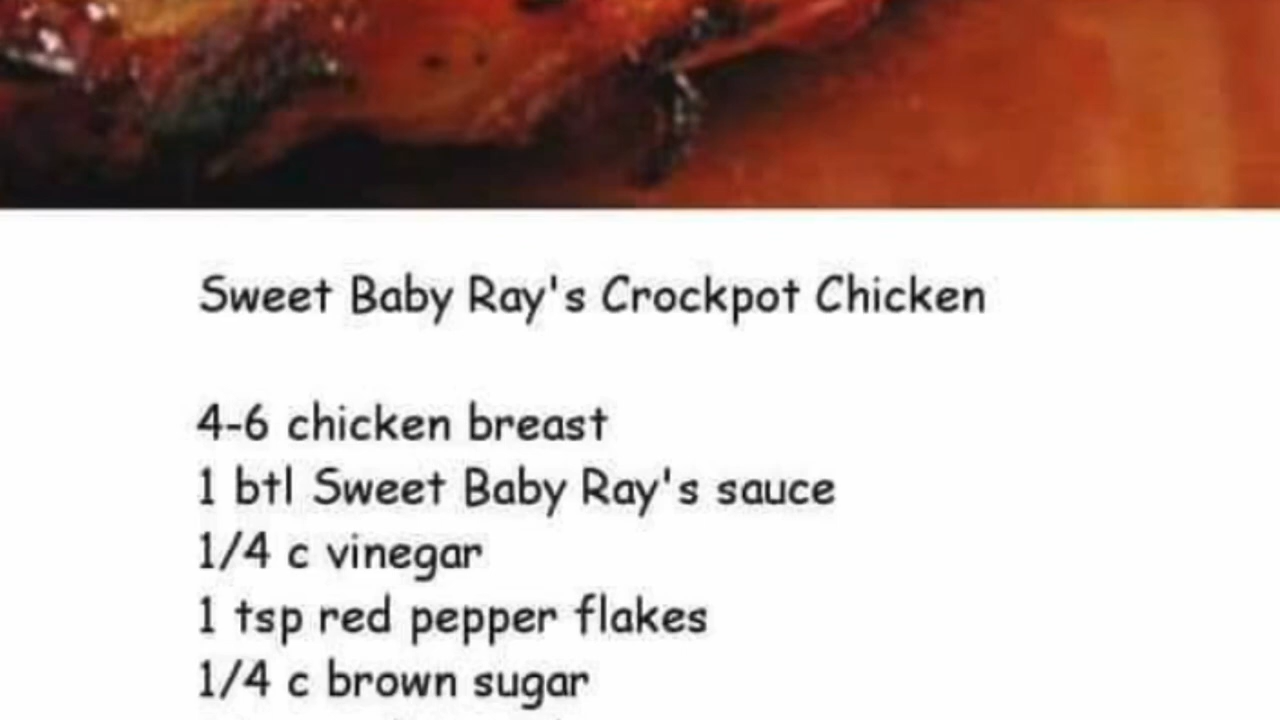 Sweet Baby Ray's Crockpot Chicken
4-6 chicken breast
1 btl Sweet Baby Ray's sauce
1/4 c vinegar
1 tsp red pepper flakes
1/4 c brown sugar